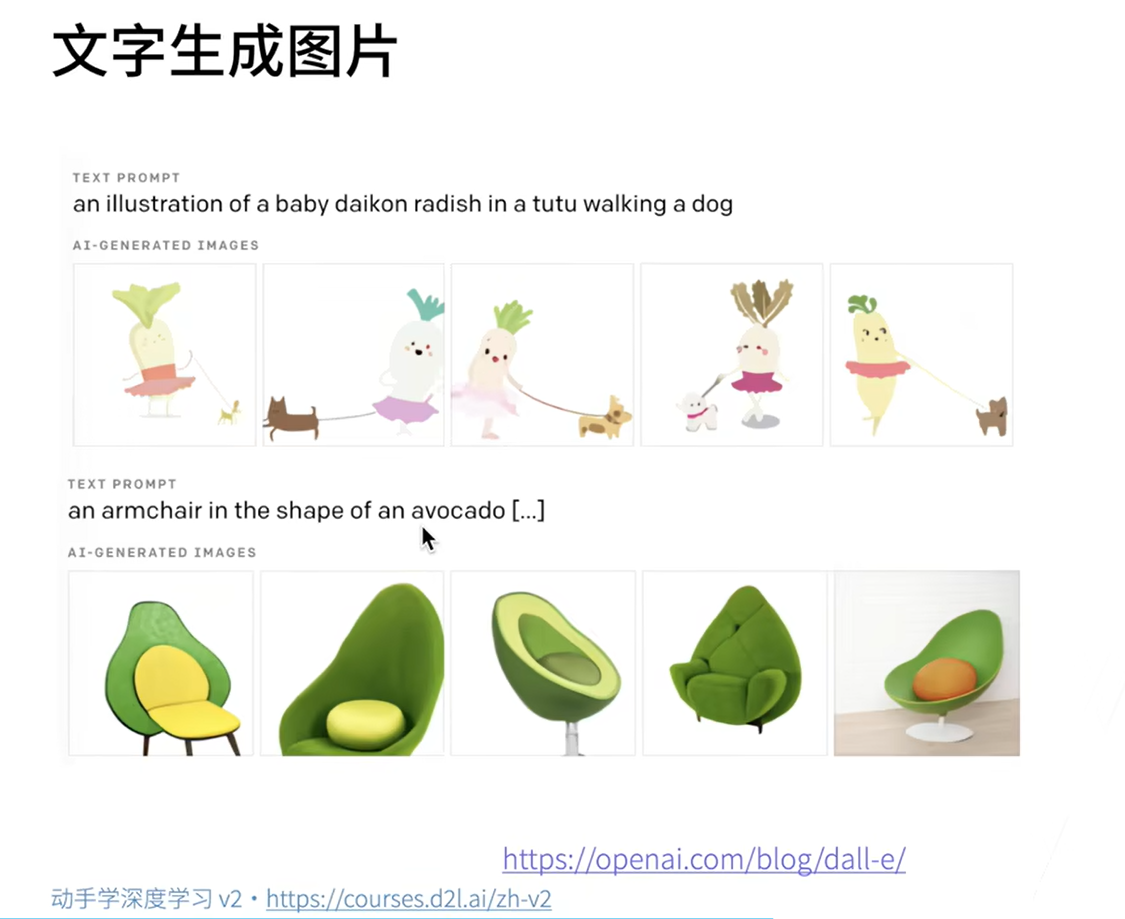 文字生成图片
TEXT PROMPT
an illustration of a baby daikon radish in a tutu walking a dog
AI-GENERATED IMAGES
TEXT PROMPT
an armchair in the shape of an avocado [...]
AI-GENERATED IMAGES
https://openai.com/blog/dall-e/
动手学深度学习 v2 · https://courses.d2l.ai/zh-v2